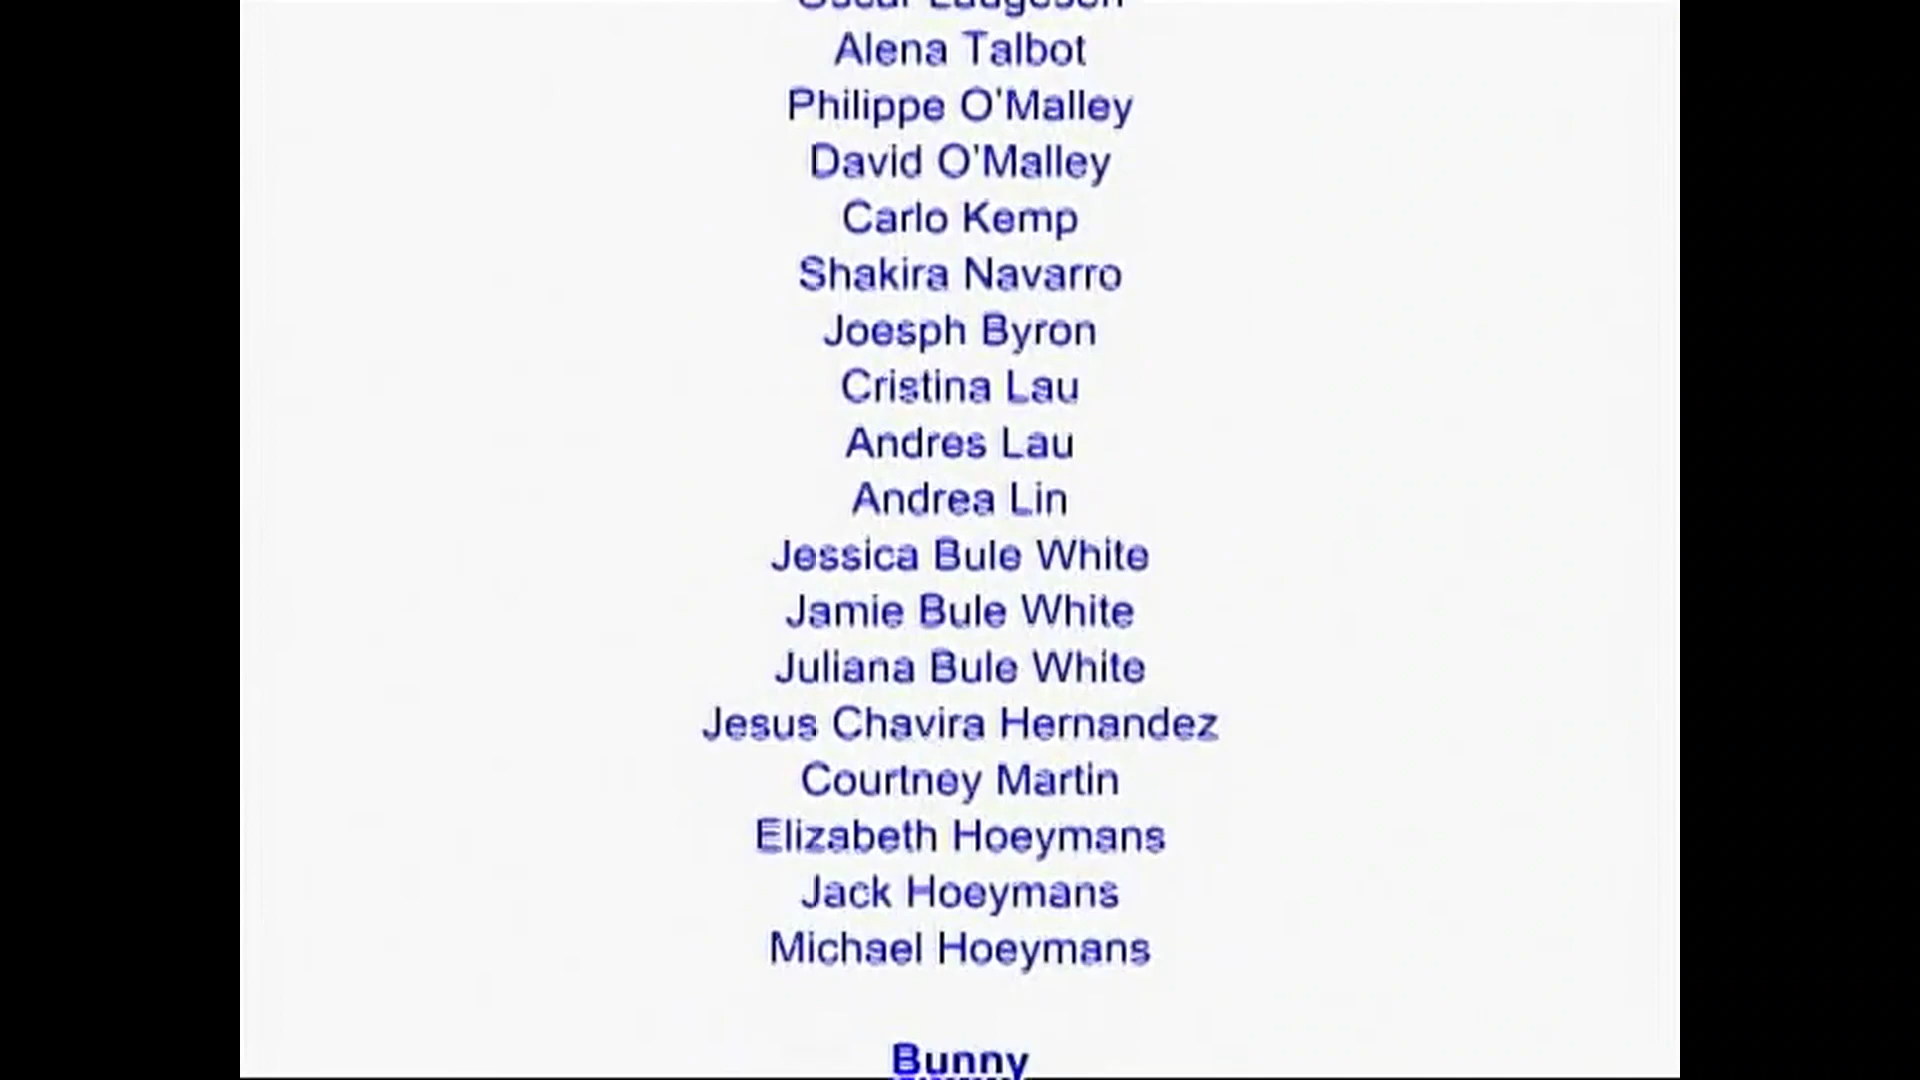 Alena Talbot
Philippe O'Malley
David O'Malley
Carlo Kemp
Shakira Navarro
Joesph Byron
Cristina Lau
Andres Lau
Andrea Lin
Jessica Bule White
Jamie Bule White
Juliana Bule White
Jesus Chavira Hernandez
Courtney Martin
Elizabeth Hoeymans
Jack Hoeymans
Michael Hoeymans
Bunny